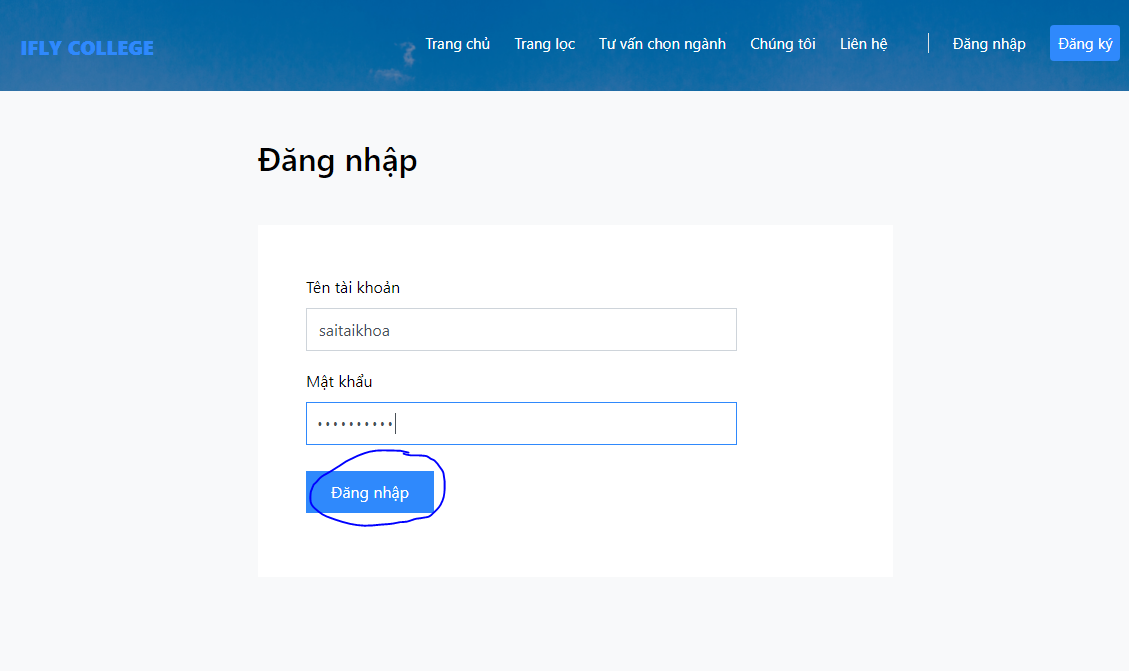 IFLY COLLEGE
Trang chủ Trang lọc Tư vấn chọn ngành Chúng tôi Liên hệ Đăng nhập Đăng ký
Đăng nhập
Tên tài khoản
saitaikhoa
Mật khẩu
••••••••••
Đăng nhập